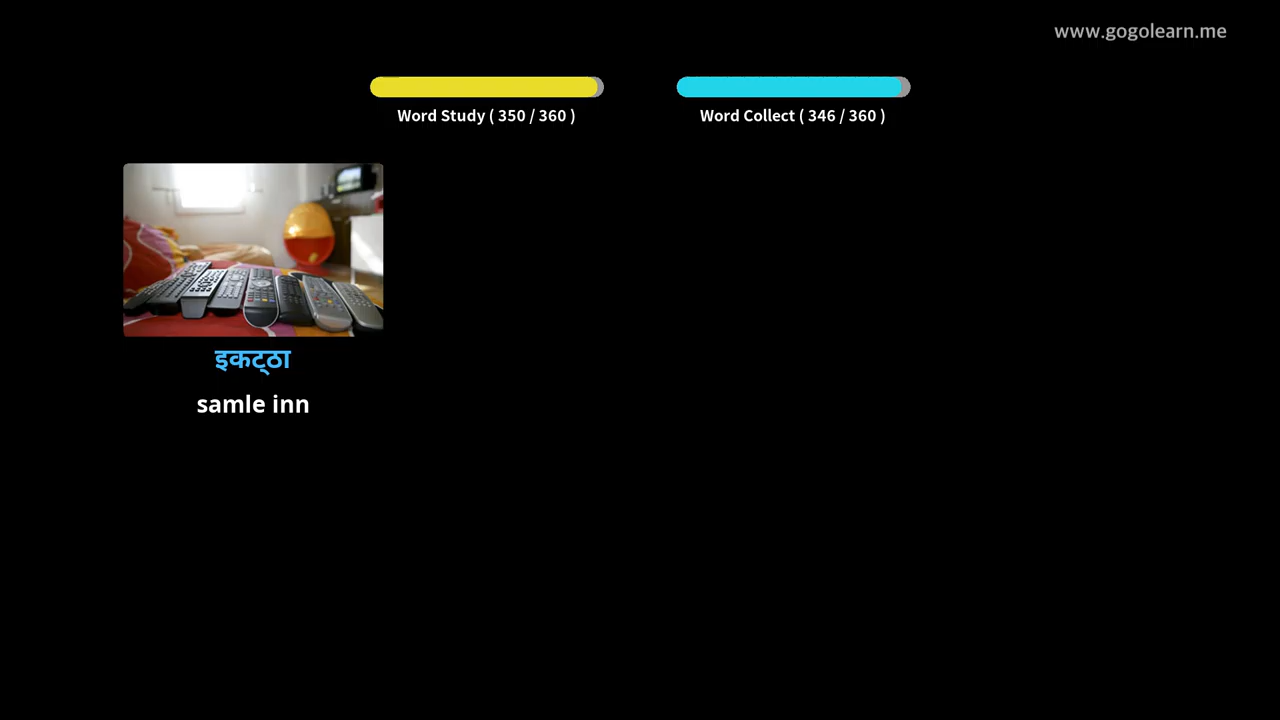 www.gogolearn.me
Word Study ( 350 / 360 )
Word Collect ( 346 / 360 )
इकट्ठा
samle inn